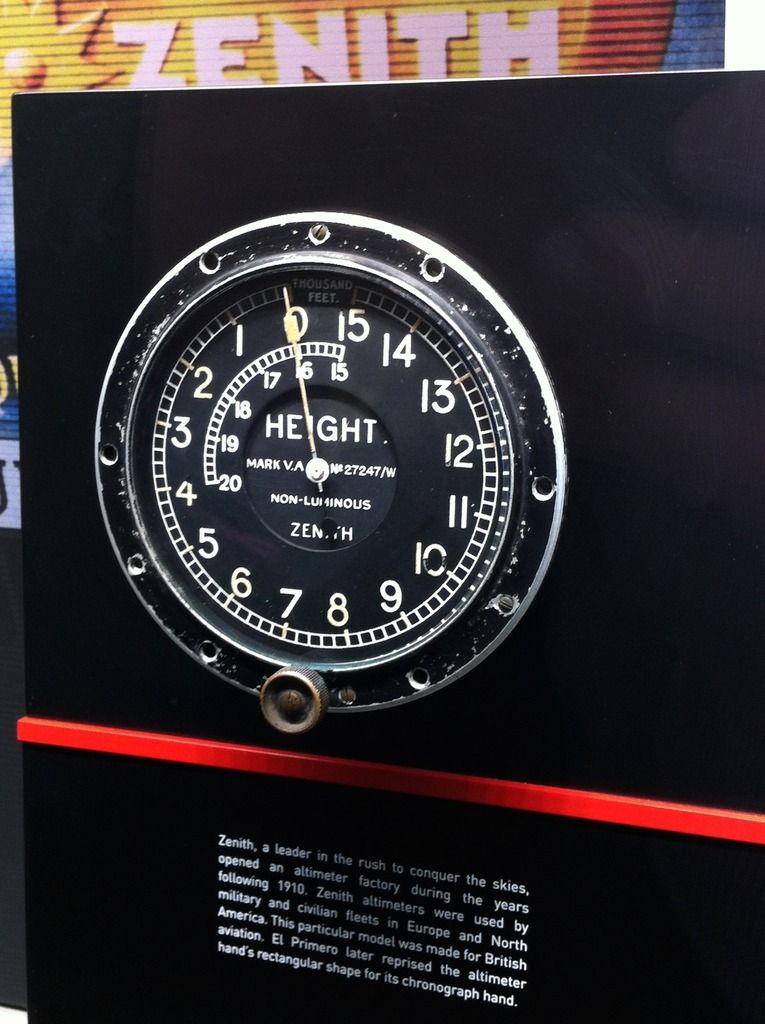 ZENITH
THOUSAND
FEET.
0 15
1 14
2 13
3 12
4 11
5 10
6 9
7 8
17 16 15
18
19
20
HEIGHT.
MARK V.A Nº27247/W
NON-LUMINOUS
ZENITH
Zenith, a leader in the rush to conquer the skies,
opened an altimeter factory during the years
following 1910. Zenith altimeters were used by
military and civilian fleets in Europe and North
America. This particular model was made for British
aviation. El Primero later reprised the altimeter
hand's rectangular shape for its chronograph hand.